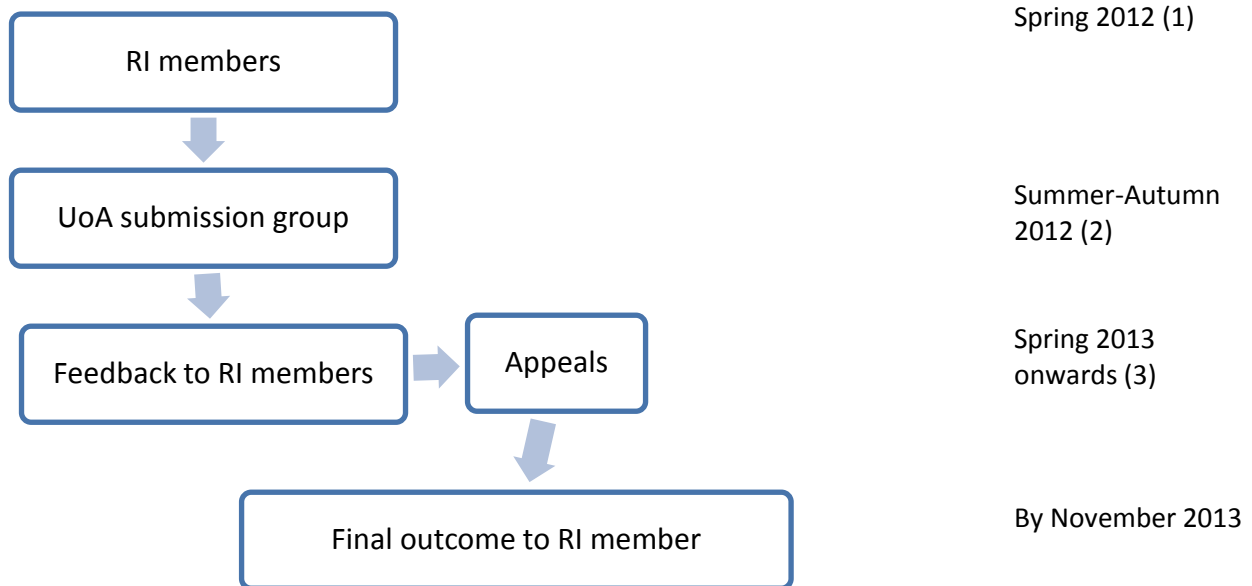 Spring 2012 (1)
RI members
UoA submission group
Summer-Autumn
2012 (2)
Feedback to RI members
Appeals
Spring 2013
onwards (3)
Final outcome to RI member
By November 2013